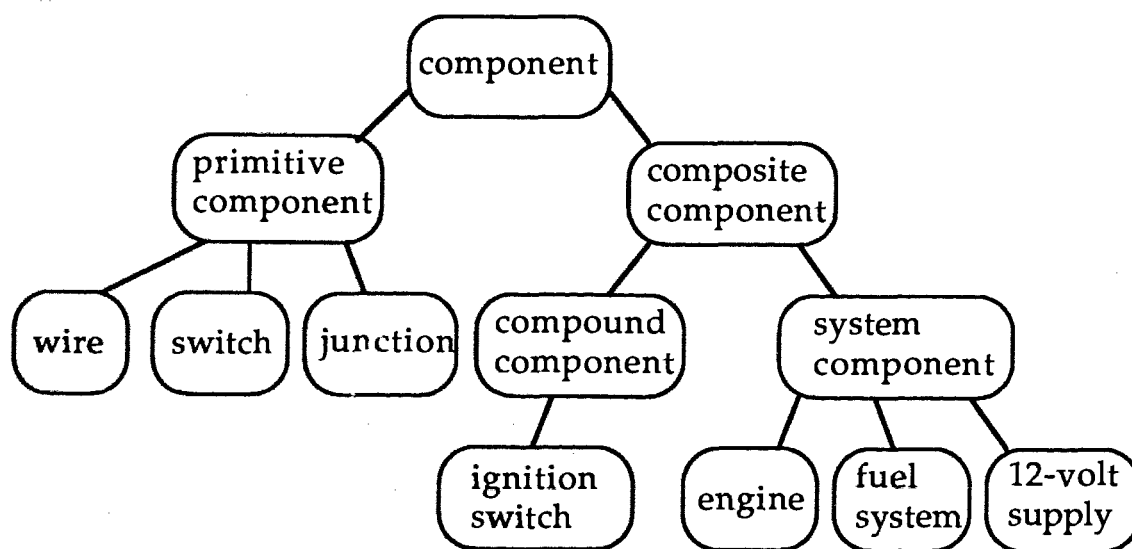 component
primitive
component
composite
component
wire
switch
junction
compound
component
system
component
ignition
switch
engine
fuel
system
12-volt
supply